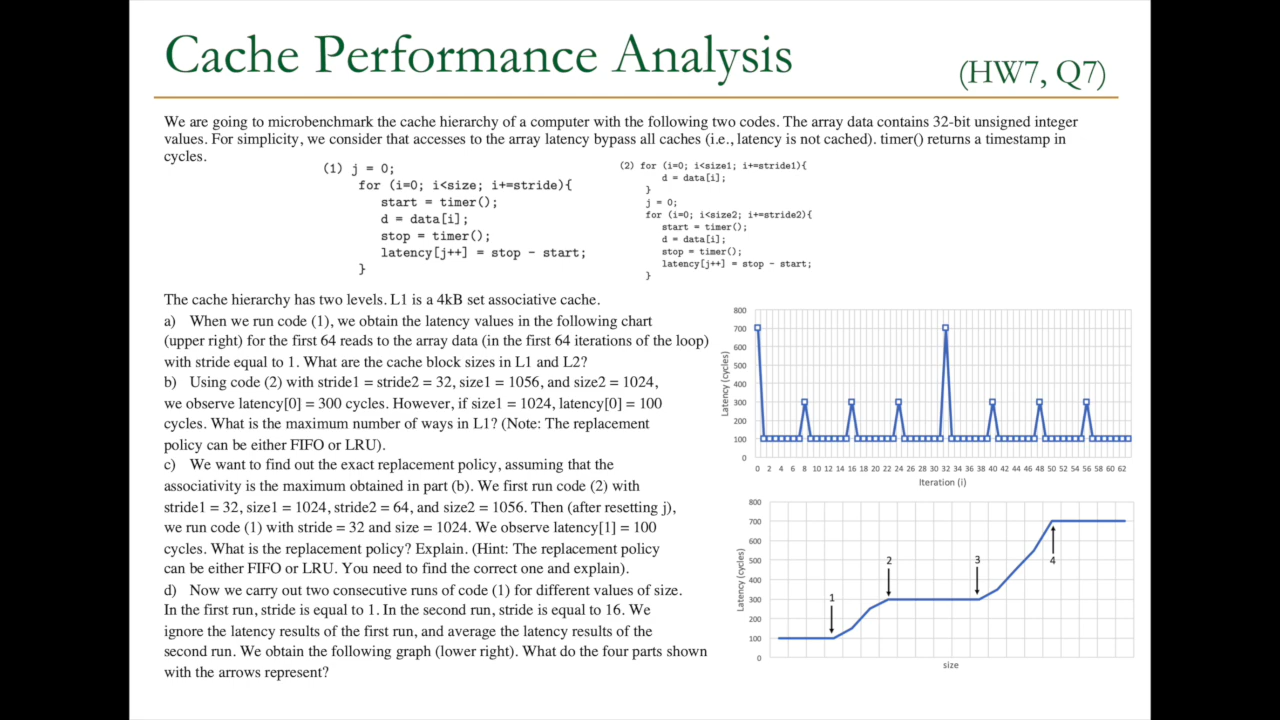 Cache Performance Analysis
(HW7, Q7)
We are going to microbenchmark the cache hierarchy of a computer with the following two codes. The array data contains 32-bit unsigned integer
values. For simplicity, we consider that accesses to the array latency bypass all caches (i.e., latency is not cached). timer() returns a timestamp in
cycles.
(1) j = 0;
for (i=0; i<size; i+=stride){
start = timer();
d = data[i];
stop = timer();
latency[j++] = stop - start;
}
(2) for (i=0; i<size1; i+=stride1){
d = data[i];
}
j = 0;
for (i=0; i<size2; i+=stride2){
start = timer();
d = data[i];
stop = timer();
latency[j++] = stop - start;
}
The cache hierarchy has two levels. L1 is a 4kB set associative cache.
a) When we run code (1), we obtain the latency values in the following chart
(upper right) for the first 64 reads to the array data (in the first 64 iterations of the loop)
with stride equal to 1. What are the cache block sizes in L1 and L2?
b) Using code (2) with stride1 = stride2 = 32, size1 = 1056, and size2 = 1024,
we observe latency[0] = 300 cycles. However, if size1 = 1024, latency[0] = 100
cycles. What is the maximum number of ways in L1? (Note: The replacement
policy can be either FIFO or LRU).
c) We want to find out the exact replacement policy, assuming that the
associativity is the maximum obtained in part (b). We first run code (2) with
stride1 = 32, size1 = 1024, stride2 = 64, and size2 = 1056. Then (after resetting j),
we run code (1) with stride = 32 and size = 1024. We observe latency[1] = 100
cycles. What is the replacement policy? Explain. (Hint: The replacement policy
can be either FIFO or LRU. You need to find the correct one and explain).
d) Now we carry out two consecutive runs of code (1) for different values of size.
In the first run, stride is equal to 1. In the second run, stride is equal to 16. We
ignore the latency results of the first run, and average the latency results of the
second run. We obtain the following graph (lower right). What do the four parts shown
with the arrows represent?
800
700
600
500
400
300
200
100
0
Latency (cycles)
0 2 4 6 8 10 12 14 16 18 20 22 24 26 28 30 32 34 36 38 40 42 44 46 48 50 52 54 56 58 60 62
Iteration (i)
800
700
600
500
400
300
200
100
0
Latency (cycles)
1
2
3
4
size